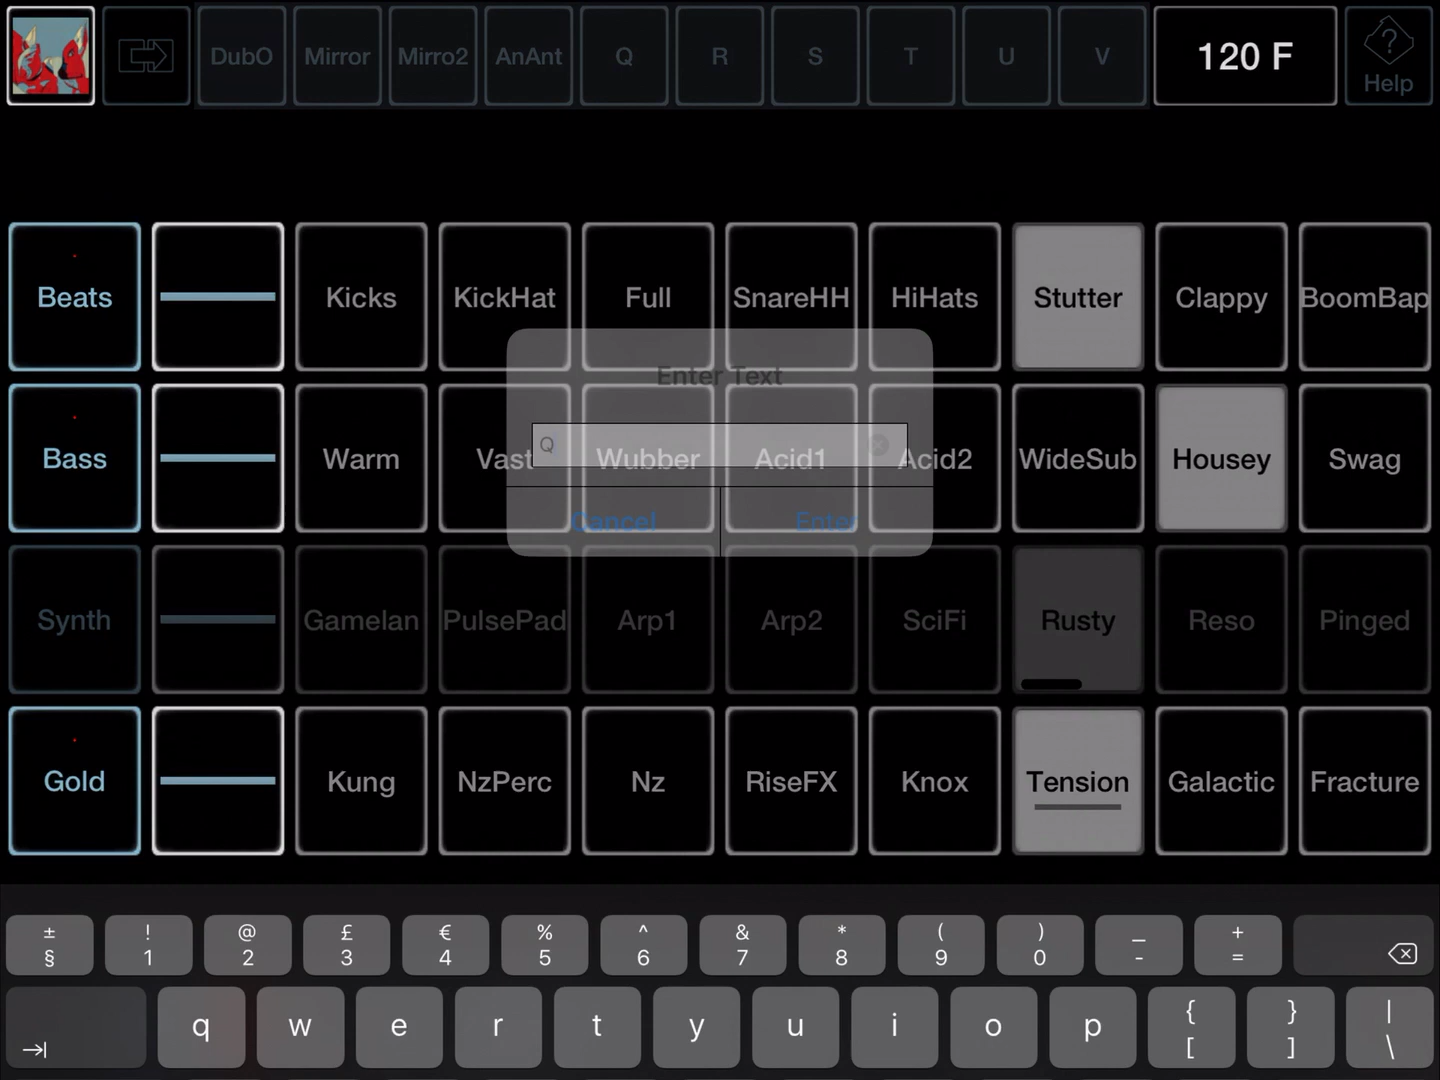 DubO Mirror Mirro2 AnAnt Q R S T U V 120 F ?
Help
Beats Kicks KickHat Full SnareHH HiHats Stutter Clappy BoomBap
Enter Text
Q
Bass Warm Vast Wubber Acid1 Acid2 WideSub Housey Swag
Cancel Enter
Synth Gamelan PulsePad Arp1 Arp2 SciFi Rusty Reso Pinged
Gold Kung NzPerc Nz RiseFX Knox Tension Galactic Fracture
± ! @ £ € % ^ & * ( ) _ +
§ 1 2 3 4 5 6 7 8 9 0 - =
q w e r t y u i o p { } |
[ ] \